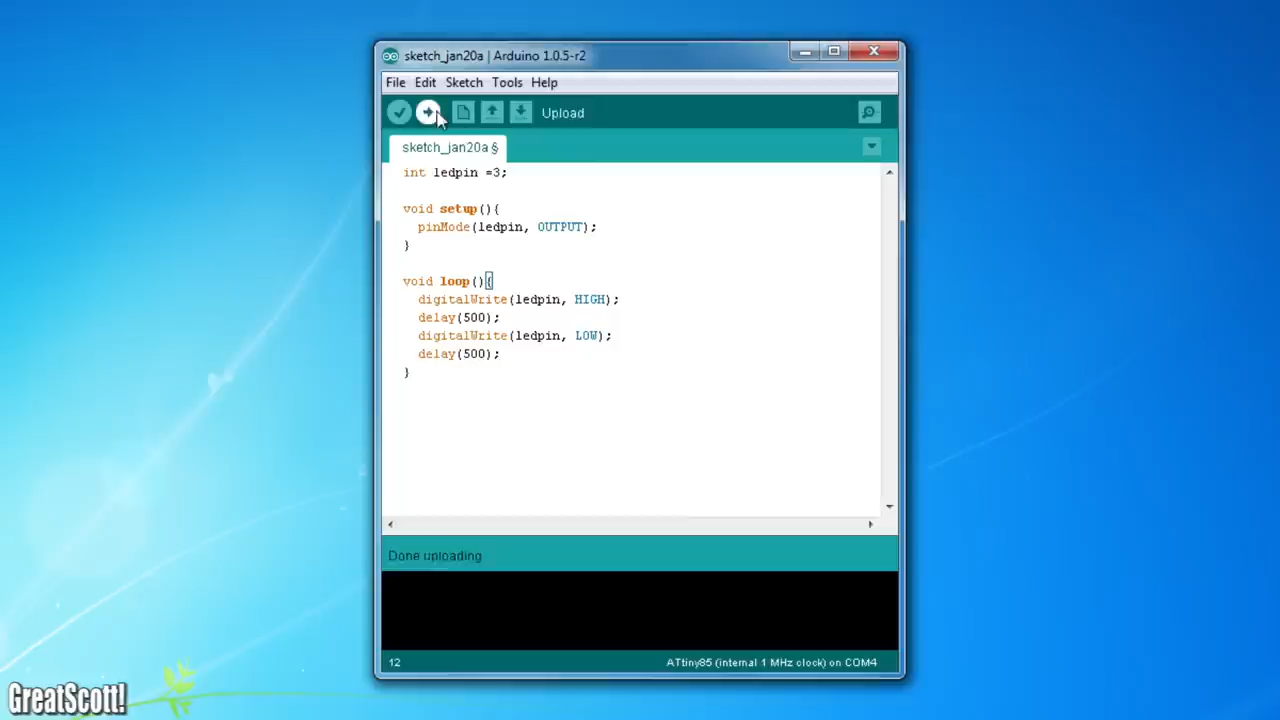 sketch_jan20a | Arduino 1.0.5-r2
File Edit Sketch Tools Help
Upload
sketch_jan20a §
int ledpin =3;
void setup(){
pinMode(ledpin, OUTPUT);
}
void loop(){
digitalWrite(ledpin, HIGH);
delay(500);
digitalWrite(ledpin, LOW);
delay(500);
}
Done uploading
12 ATtiny85 (internal 1 MHz clock) on COM4
GreatScott!